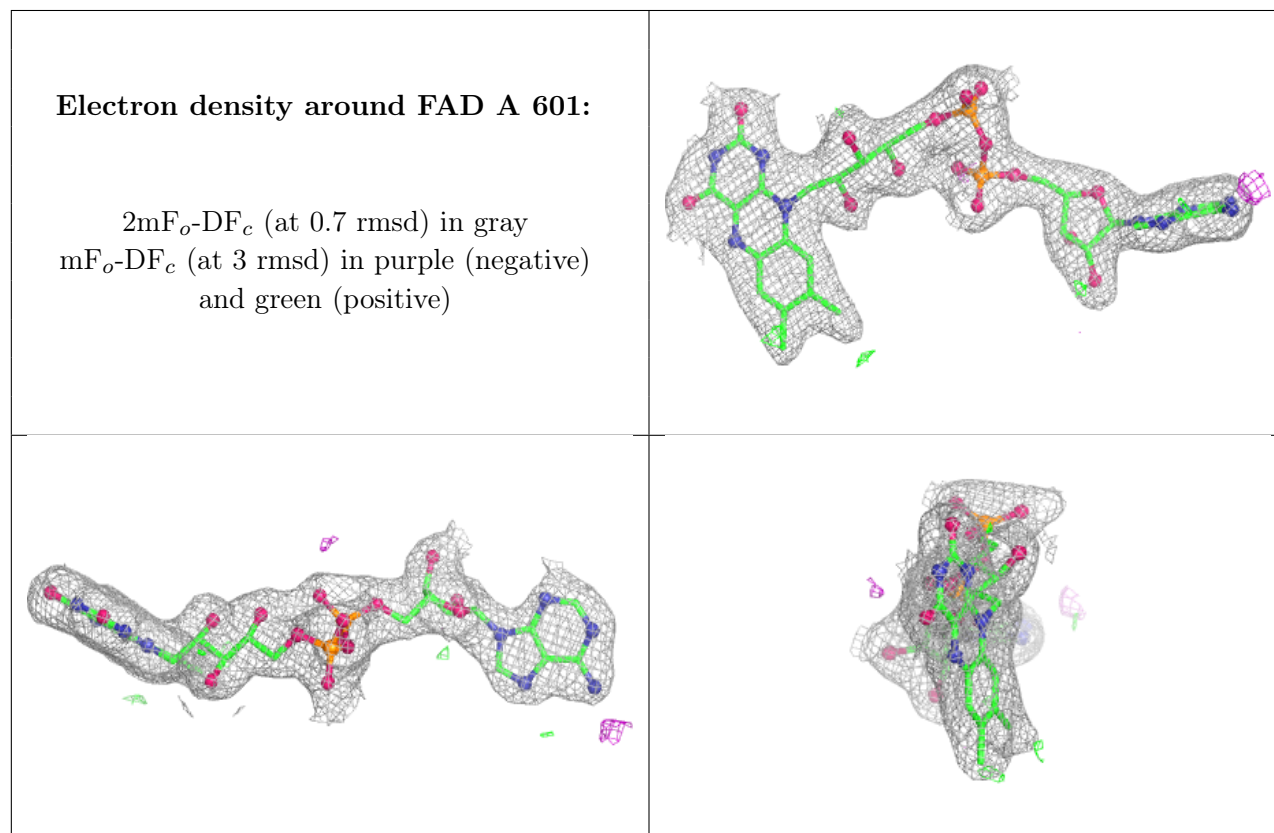 Electron density around FAD A 601:
2mFo-DFc (at 0.7 rmsd) in gray
mFo-DFc (at 3 rmsd) in purple (negative)
and green (positive)